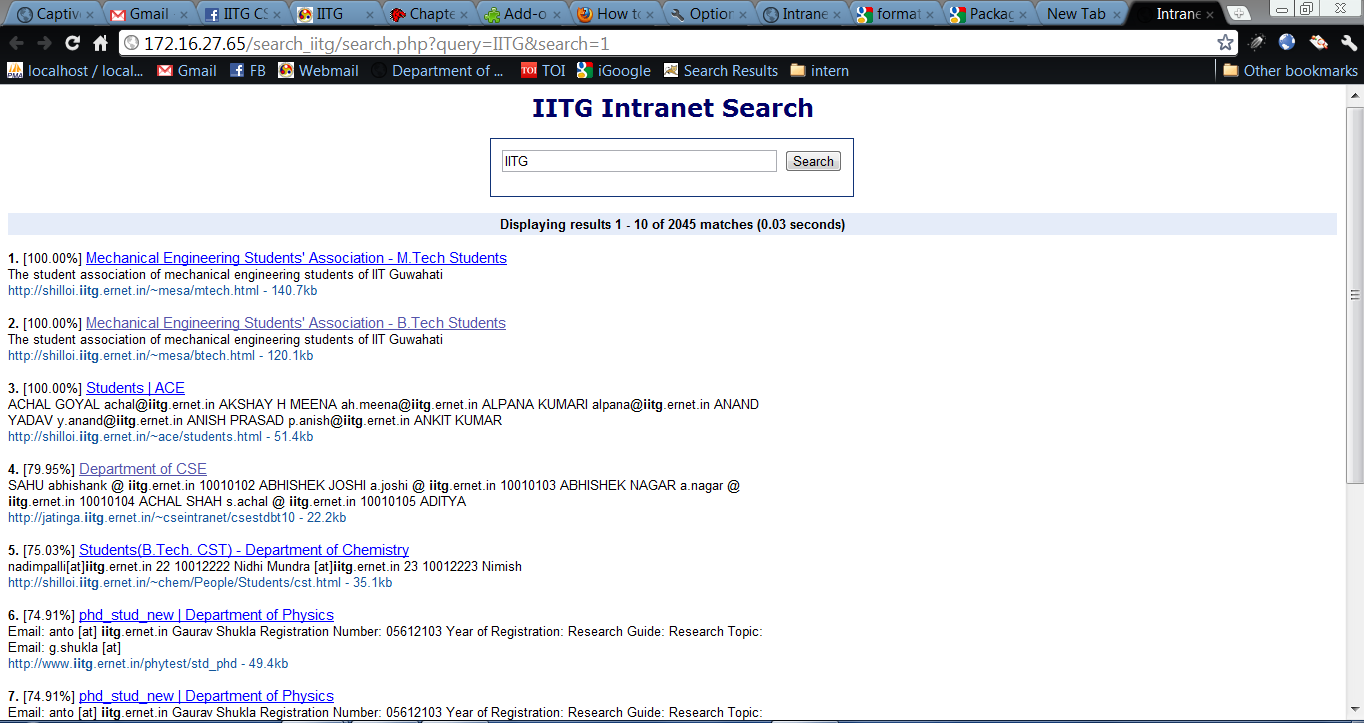 Captiv Gmail IITG CS IITG Chapte Add-o How to Option Intrane format Packag New Tab Intrane
172.16.27.65/search_iitg/search.php?query=IITG&search=1
localhost / local... Gmail FB Webmail Department of ... TOI TOI iGoogle Search Results intern Other bookmarks
IITG Intranet Search
IITG Search
Displaying results 1 - 10 of 2045 matches (0.03 seconds)
1. [100.00%] Mechanical Engineering Students' Association - M.Tech Students
The student association of mechanical engineering students of IIT Guwahati
http://shilloi.iitg.ernet.in/~mesa/mtech.html - 140.7kb
2. [100.00%] Mechanical Engineering Students' Association - B.Tech Students
The student association of mechanical engineering students of IIT Guwahati
http://shilloi.iitg.ernet.in/~mesa/btech.html - 120.1kb
3. [100.00%] Students | ACE
ACHAL GOYAL achal@iitg.ernet.in AKSHAY H MEENA ah.meena@iitg.ernet.in ALPANA KUMARI alpana@iitg.ernet.in ANAND
YADAV y.anand@iitg.ernet.in ANISH PRASAD p.anish@iitg.ernet.in ANKIT KUMAR
http://shilloi.iitg.ernet.in/~ace/students.html - 51.4kb
4. [79.95%] Department of CSE
SAHU abhishank @ iitg.ernet.in 10010102 ABHISHEK JOSHI a.joshi @ iitg.ernet.in 10010103 ABHISHEK NAGAR a.nagar @
iitg.ernet.in 10010104 ACHAL SHAH s.achal @ iitg.ernet.in 10010105 ADITYA
http://jatinga.iitg.ernet.in/~cseintranet/csestdbt10 - 22.2kb
5. [75.03%] Students(B.Tech. CST) - Department of Chemistry
nadimpalli[at]iitg.ernet.in 22 10012222 Nidhi Mundra [at]iitg.ernet.in 23 10012223 Nimish
http://shilloi.iitg.ernet.in/~chem/People/Students/cst.html - 35.1kb
6. [74.91%] phd_stud_new | Department of Physics
Email: anto [at] iitg.ernet.in Gaurav Shukla Registration Number: 05612103 Year of Registration: Research Guide: Research Topic:
Email: g.shukla [at]
http://www.iitg.ernet.in/phytest/std_phd - 49.4kb
7. [74.91%] phd_stud_new | Department of Physics
Email: anto [at] iitg.ernet.in Gaurav Shukla Registration Number: 05612103 Year of Registration: Research Guide: Research Topic: